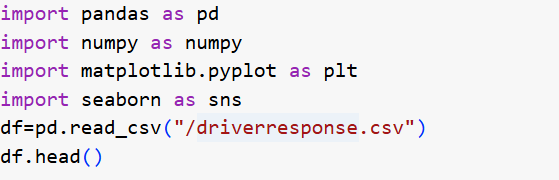 import pandas as pd
import numpy as numpy
import matplotlib.pyplot as plt
import seaborn as sns
df=pd.read_csv("/driverresponse.csv")
df.head()